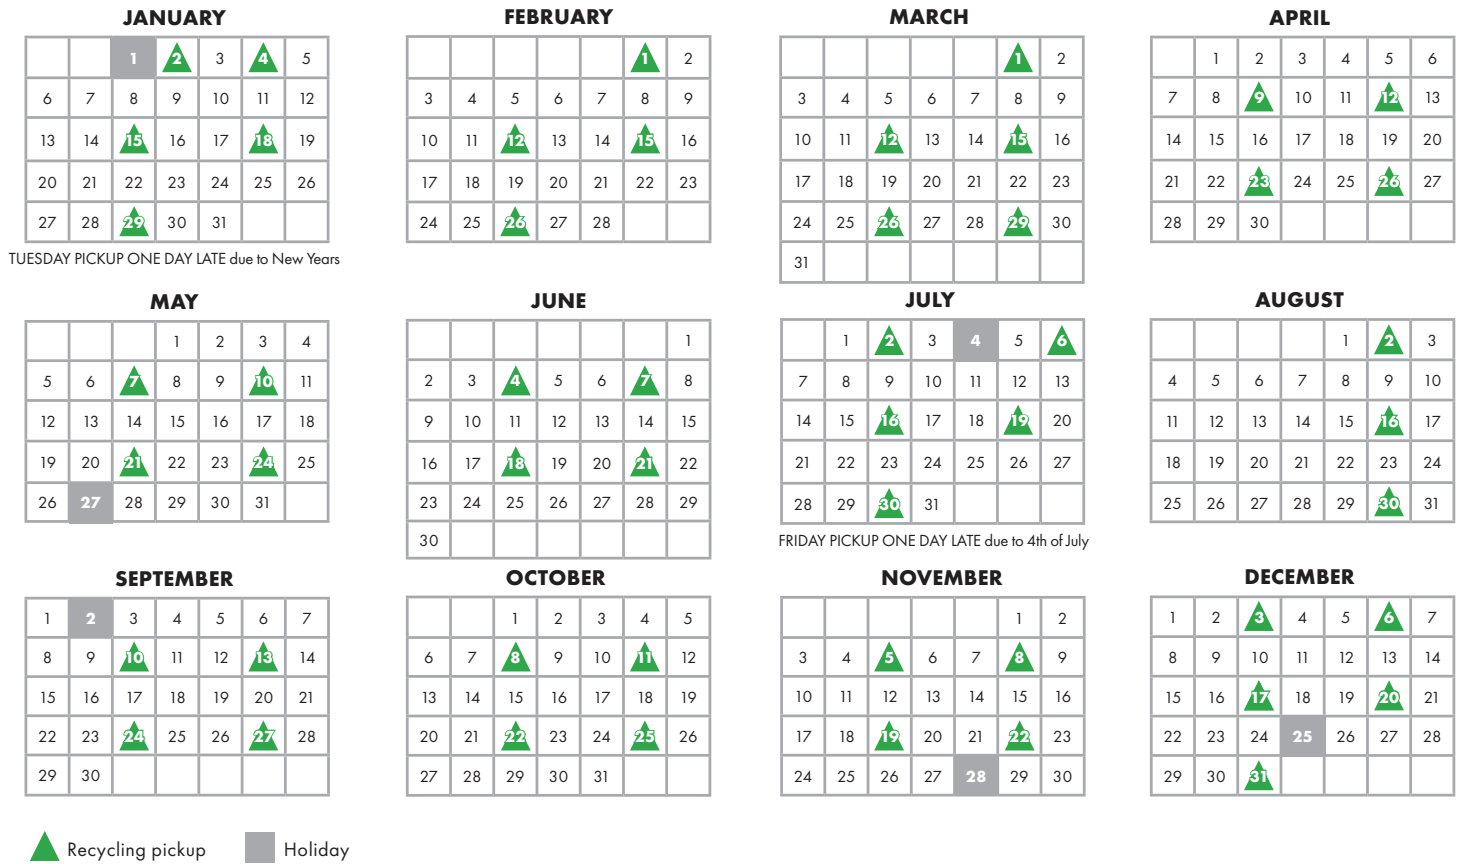 JANUARY
1 2 3 4 5
6 7 8 9 10 11 12
13 14 15 16 17 18 19
20 21 22 23 24 25 26
27 28 29 30 31
TUESDAY PICKUP ONE DAY LATE due to New Years
FEBRUARY
1 2
3 4 5 6 7 8 9
10 11 12 13 14 15 16
17 18 19 20 21 22 23
24 25 26 27 28
MARCH
1 2
3 4 5 6 7 8 9
10 11 12 13 14 15 16
17 18 19 20 21 22 23
24 25 26 27 28 29 30
31
APRIL
1 2 3 4 5 6
7 8 9 10 11 12 13
14 15 16 17 18 19 20
21 22 23 24 25 26 27
28 29 30
MAY
1 2 3 4
5 6 7 8 9 10 11
12 13 14 15 16 17 18
19 20 21 22 23 24 25
26 27 28 29 30 31
JUNE
1
2 3 4 5 6 7 8
9 10 11 12 13 14 15
16 17 18 19 20 21 22
23 24 25 26 27 28 29
30
JULY
1 2 3 4 5 6
7 8 9 10 11 12 13
14 15 16 17 18 19 20
21 22 23 24 25 26 27
28 29 30 31
FRIDAY PICKUP ONE DAY LATE due to 4th of July
AUGUST
1 2 3
4 5 6 7 8 9 10
11 12 13 14 15 16 17
18 19 20 21 22 23 24
25 26 27 28 29 30 31
SEPTEMBER
1 2 3 4 5 6 7
8 9 10 11 12 13 14
15 16 17 18 19 20 21
22 23 24 25 26 27 28
29 30
OCTOBER
1 2 3 4 5
6 7 8 9 10 11 12
13 14 15 16 17 18 19
20 21 22 23 24 25 26
27 28 29 30 31
NOVEMBER
1 2
3 4 5 6 7 8 9
10 11 12 13 14 15 16
17 18 19 20 21 22 23
24 25 26 27 28 29 30
DECEMBER
1 2 3 4 5 6 7
8 9 10 11 12 13 14
15 16 17 18 19 20 21
22 23 24 25 26 27 28
29 30 31
Recycling pickup
Holiday